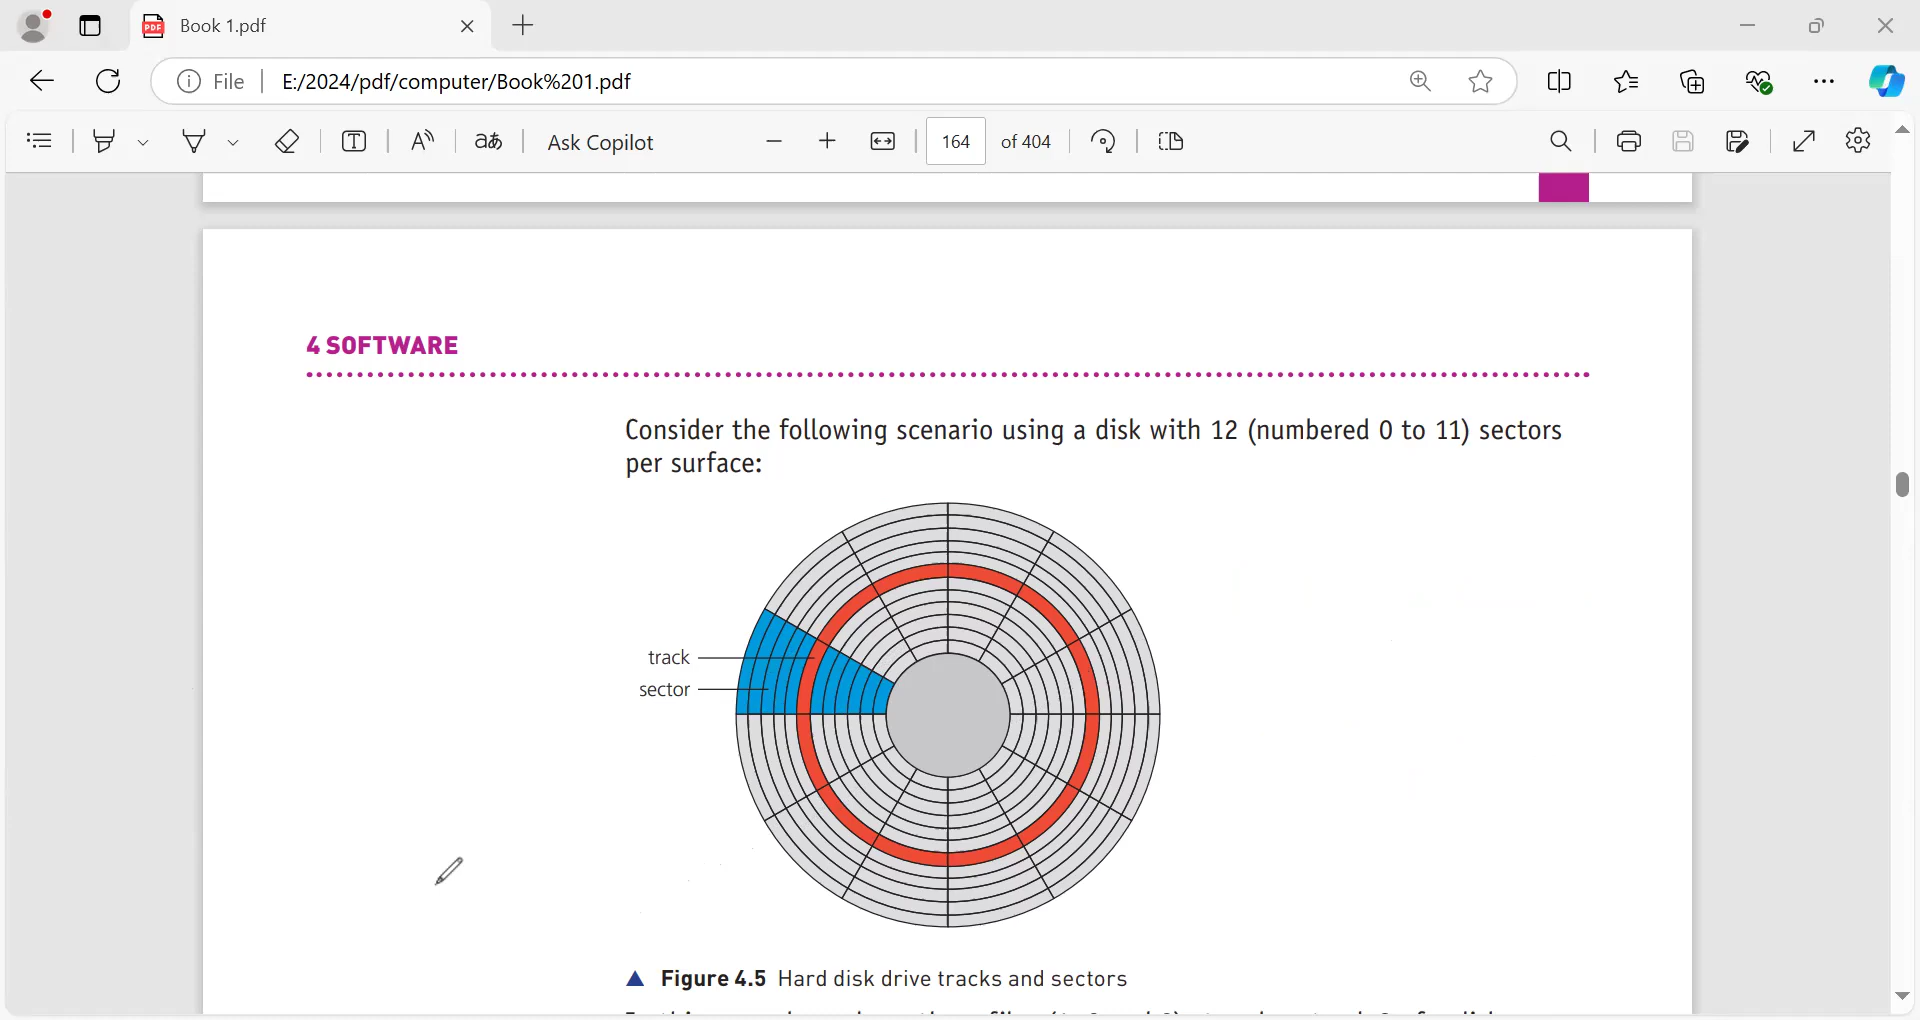 Book 1.pdf
File
E:/2024/pdf/computer/Book%201.pdf
Ask Copilot
164 of 404
4 SOFTWARE
Consider the following scenario using a disk with 12 (numbered 0 to 11) sectors
per surface:
track
sector
▲ Figure 4.5 Hard disk drive tracks and sectors